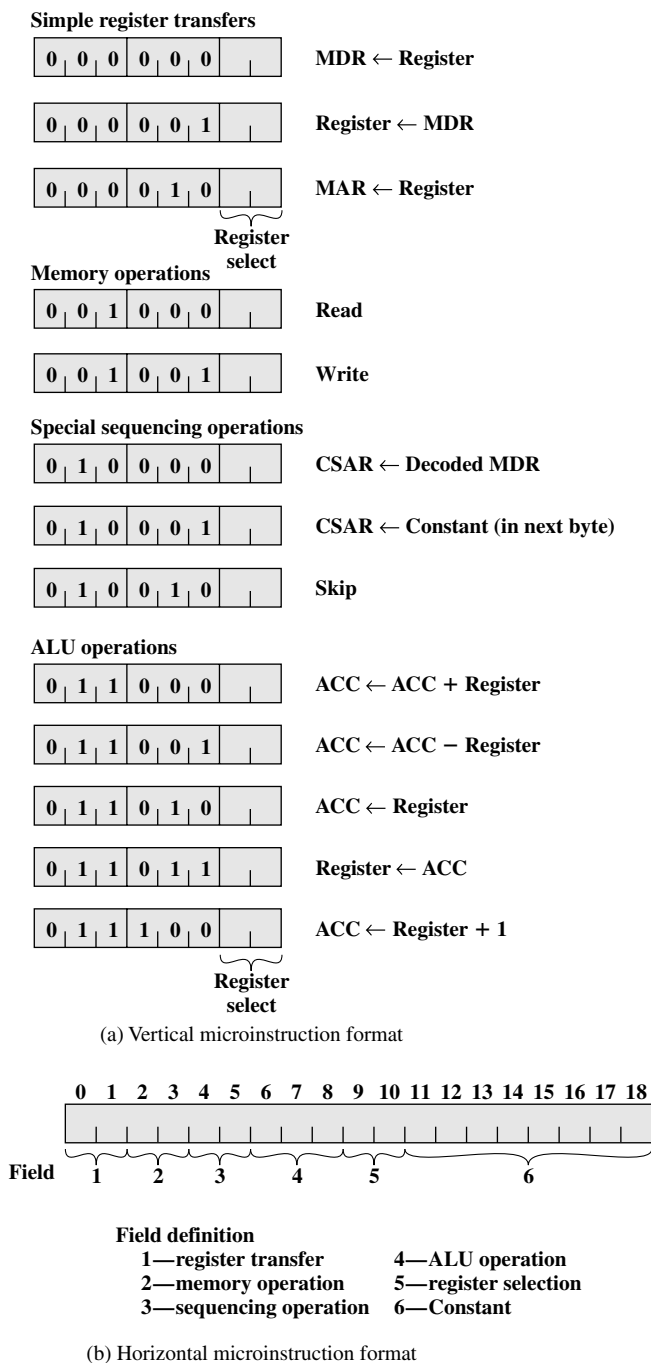 Simple register transfers
0 0 0 0 0 0 MDR ← Register
0 0 0 0 0 1 Register ← MDR
0 0 0 0 1 0 MAR ← Register
Register
select
Memory operations
0 0 1 0 0 0 Read
0 0 1 0 0 1 Write
Special sequencing operations
0 1 0 0 0 0 CSAR ← Decoded MDR
0 1 0 0 0 1 CSAR ← Constant (in next byte)
0 1 0 0 1 0 Skip
ALU operations
0 1 1 0 0 0 ACC ← ACC + Register
0 1 1 0 0 1 ACC ← ACC − Register
0 1 1 0 1 0 ACC ← Register
0 1 1 0 1 1 Register ← ACC
0 1 1 1 0 0 ACC ← Register + 1
Register
select
(a) Vertical microinstruction format
0 1 2 3 4 5 6 7 8 9 10 11 12 13 14 15 16 17 18
Field 1 2 3 4 5 6
Field definition
1—register transfer 4—ALU operation
2—memory operation 5—register selection
3—sequencing operation 6—Constant
(b) Horizontal microinstruction format